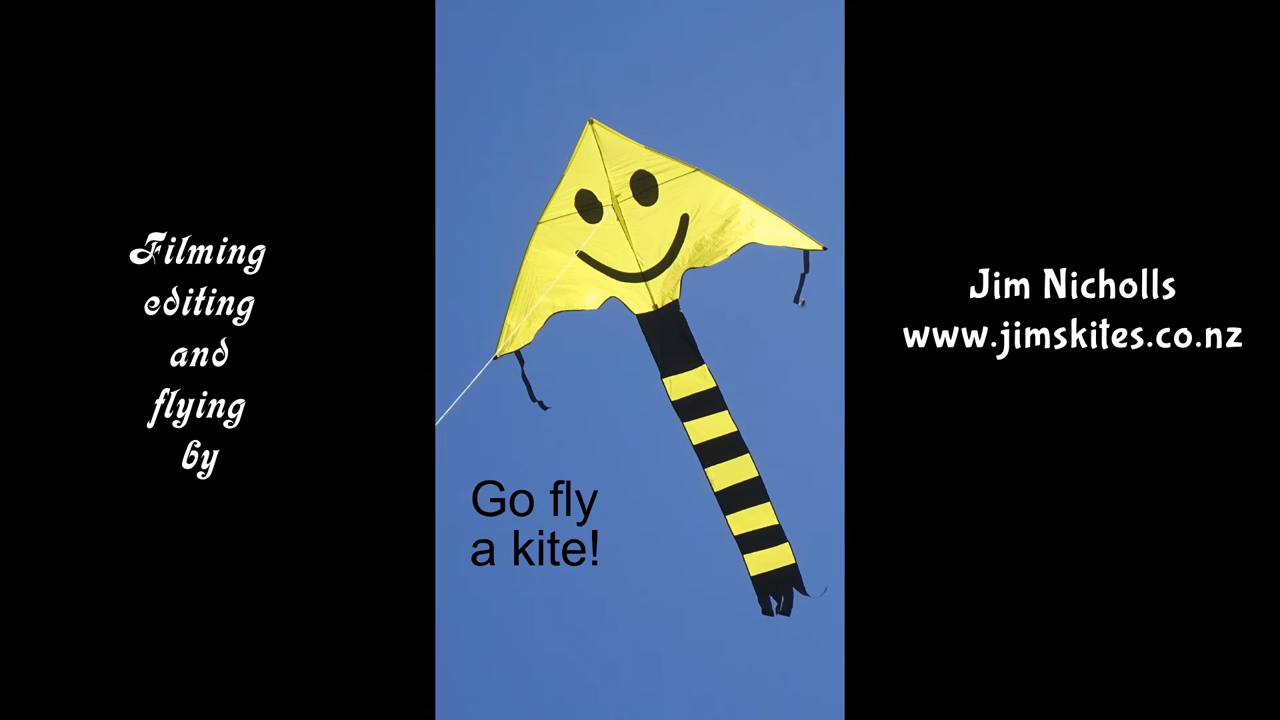 Filming
editing
and
flying
by
Go fly
a kite!
Jim Nicholls
www.jimskites.co.nz